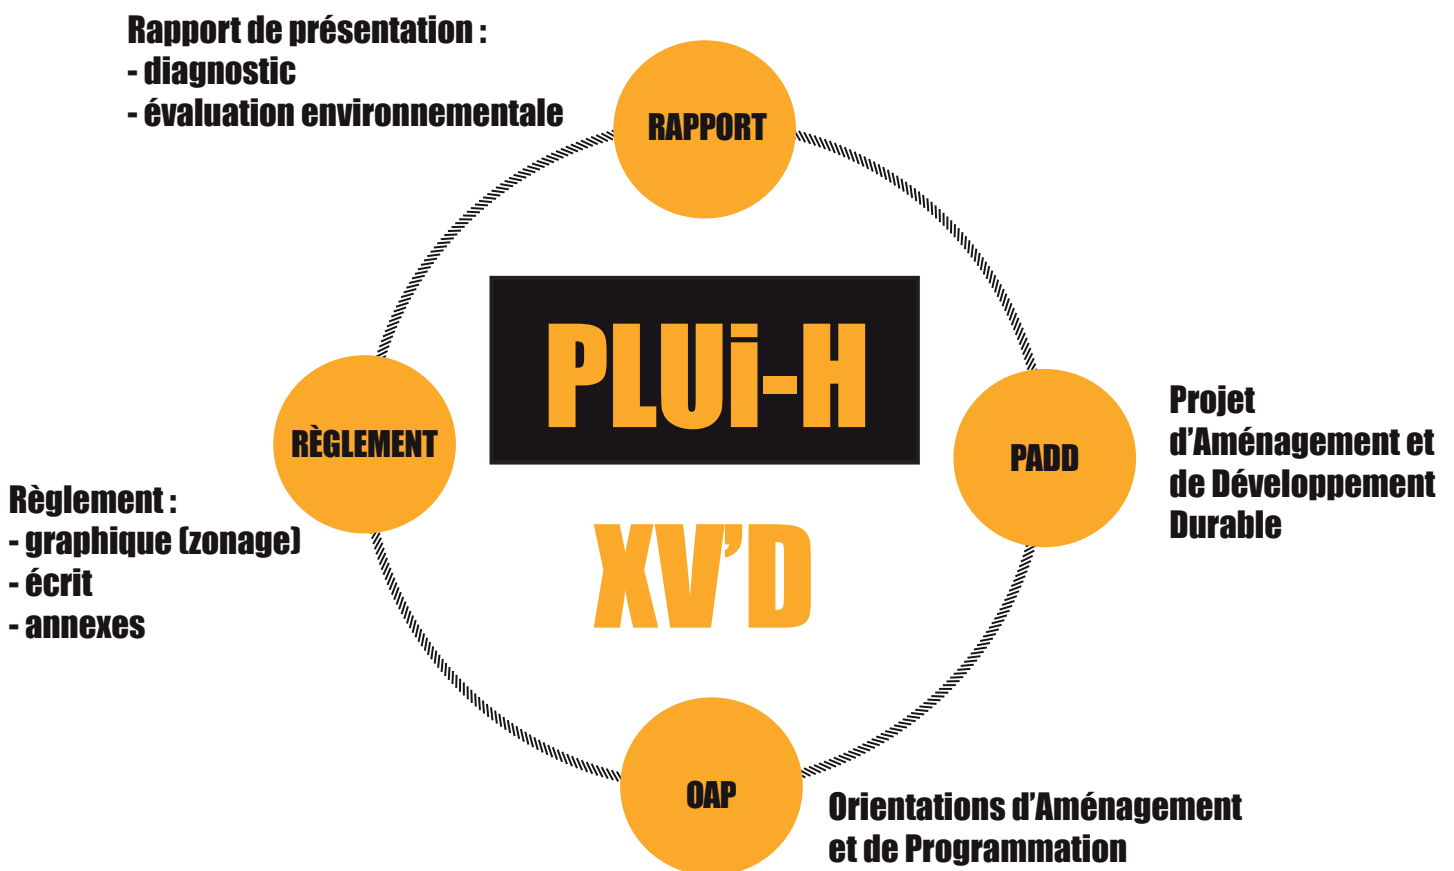 Rapport de présentation :
- diagnostic
- évaluation environnementale
RAPPORT
PLUi-H
XV’D
RÈGLEMENT
Règlement :
- graphique (zonage)
- écrit
- annexes
PADD
Projet
d’Aménagement et
de Développement
Durable
OAP
Orientations d’Aménagement
et de Programmation